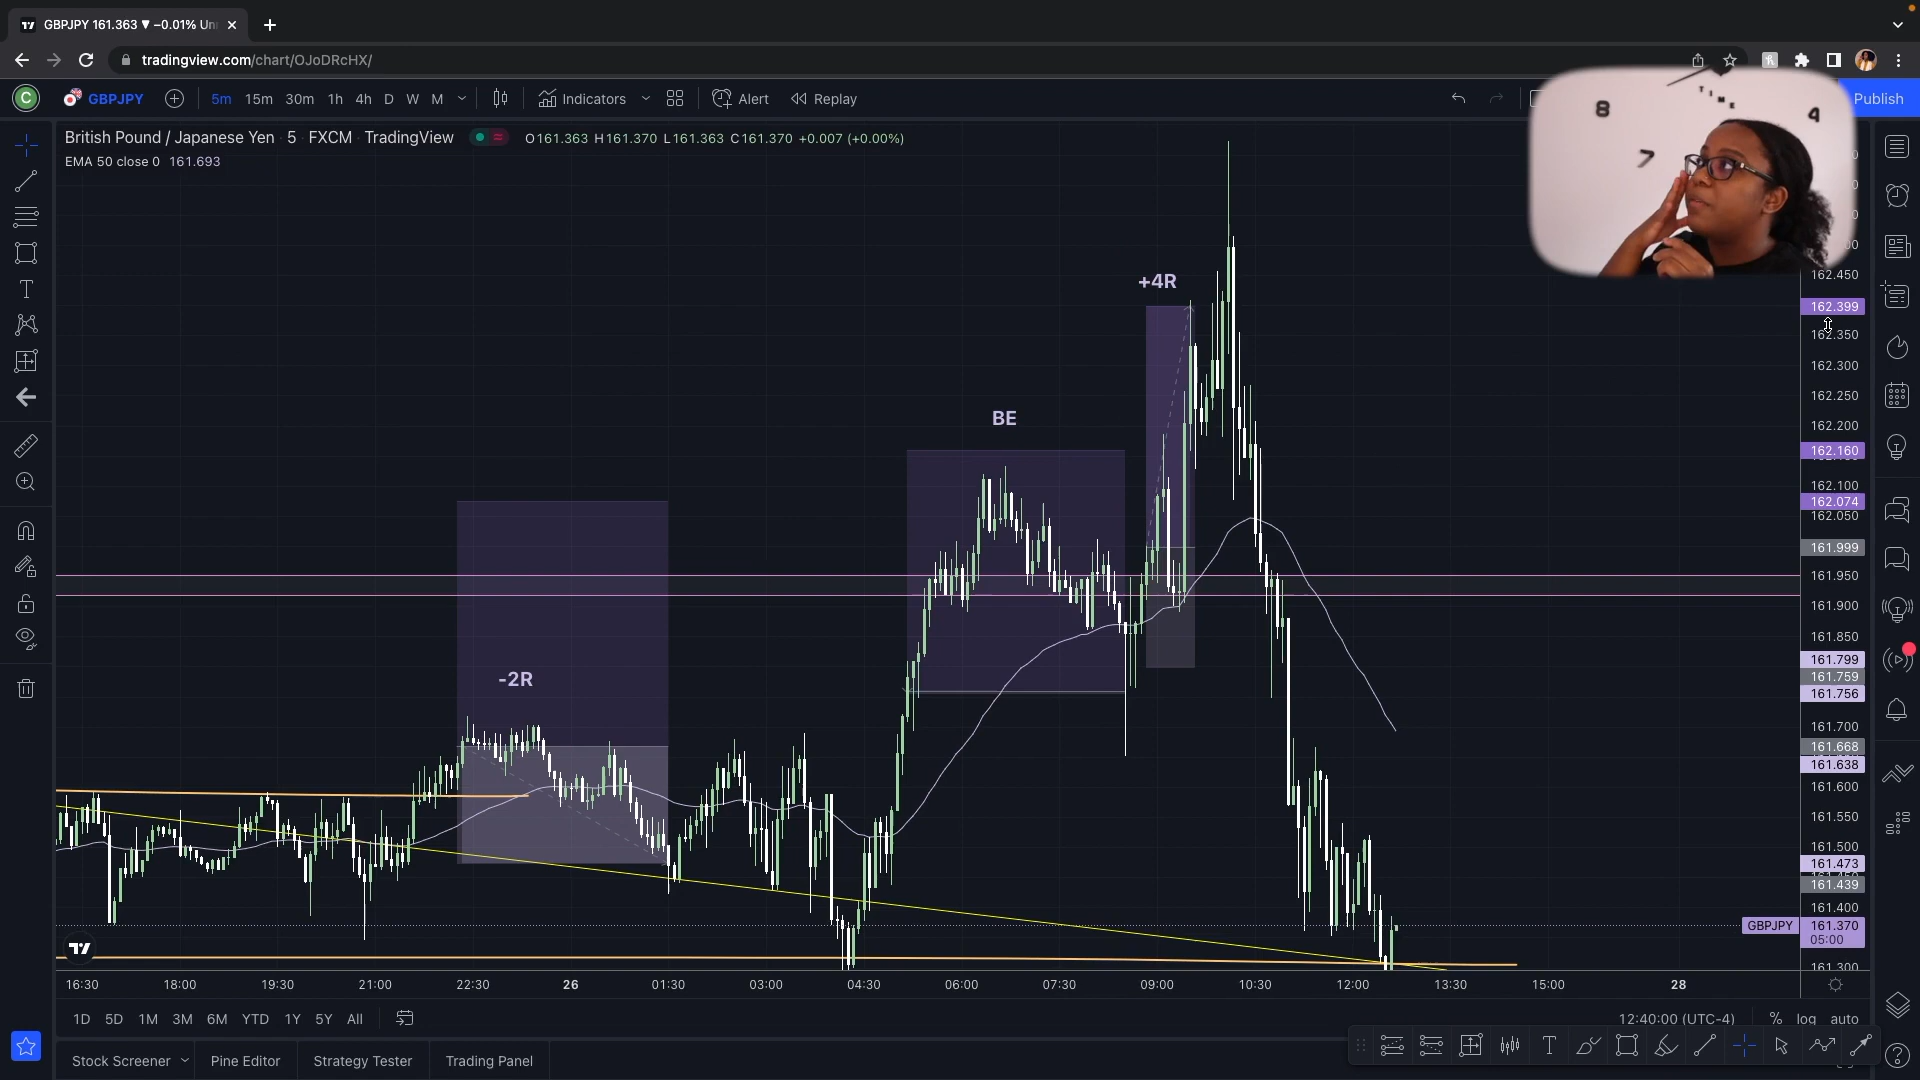 GBPJPY 161.363 ▼ −0.01% Un
tradingview.com/chart/OJoDRcHX/
C
GBPJPY
5m 15m 30m 1h 4h D W M
Indicators
Alert
Replay
Publish
British Pound / Japanese Yen · 5 · FXCM · TradingView
O161.363 H161.370 L161.363 C161.370 +0.007 (+0.00%)
EMA 50 close 0 161.693
TIME
8
4
7
+4R
BE
-2R
162.450
162.399
162.350
162.300
162.250
162.200
162.160
162.100
162.074
162.050
161.999
161.950
161.900
161.850
161.799
161.759
161.756
161.700
161.668
161.638
161.600
161.550
161.500
161.473
161.439
161.400
GBPJPY 161.370
05:00
161.300
16:30 18:00 19:30 21:00 22:30 26 01:30 03:00 04:30 06:00 07:30 09:00 10:30 12:00 13:30 15:00 28
1D 5D 1M 3M 6M YTD 1Y 5Y All
12:40:00 (UTC-4) % log auto
Stock Screener Pine Editor Strategy Tester Trading Panel